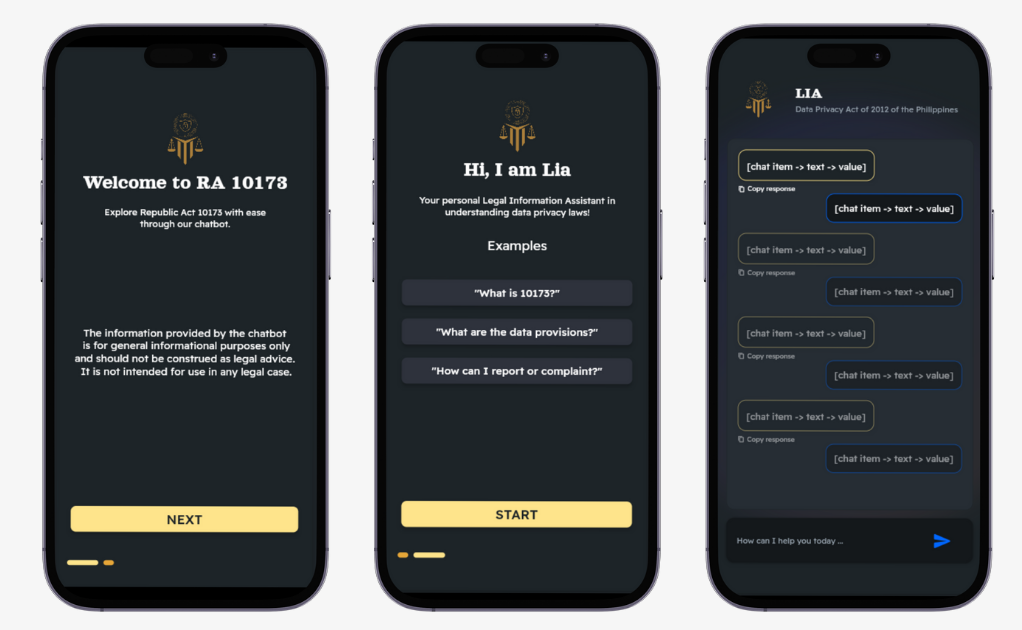 Welcome to RA 10173
Explore Republic Act 10173 with ease
through our chatbot.
The information provided by the chatbot
is for general informational purposes only
and should not be construed as legal advice.
It is not intended for use in any legal case.
NEXT
Hi, I am Lia
Your personal Legal Information Assistant in
understanding data privacy laws!
Examples
"What is 10173?"
"What are the data provisions?"
"How can I report or complaint?"
START
LIA
Data Privacy Act of 2012 of the Philippines
[chat item -> text -> value]
Copy response
[chat item -> text -> value]
[chat item -> text -> value]
Copy response
[chat item -> text -> value]
[chat item -> text -> value]
Copy response
[chat item -> text -> value]
[chat item -> text -> value]
Copy response
[chat item -> text -> value]
How can I help you today ...